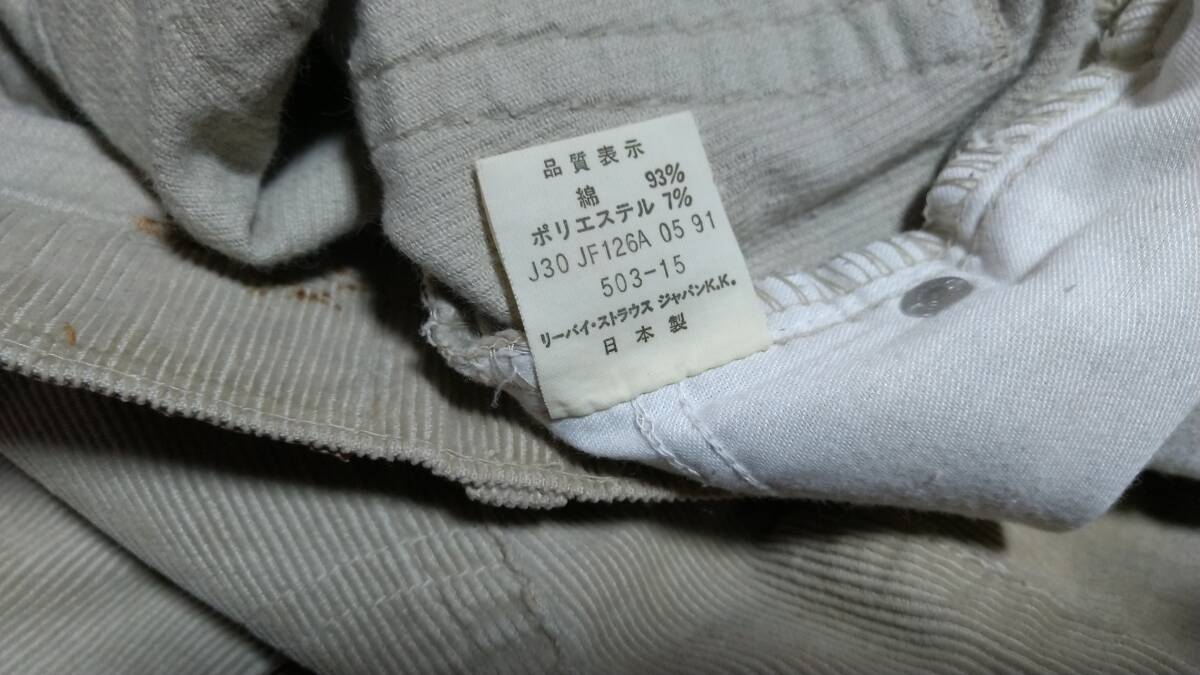 品質表示
綿 93%
ポリエステル 7%
J30 JF126A 05 91
503-15
リーバイ・ストラウス ジャパンK.K.
日本製